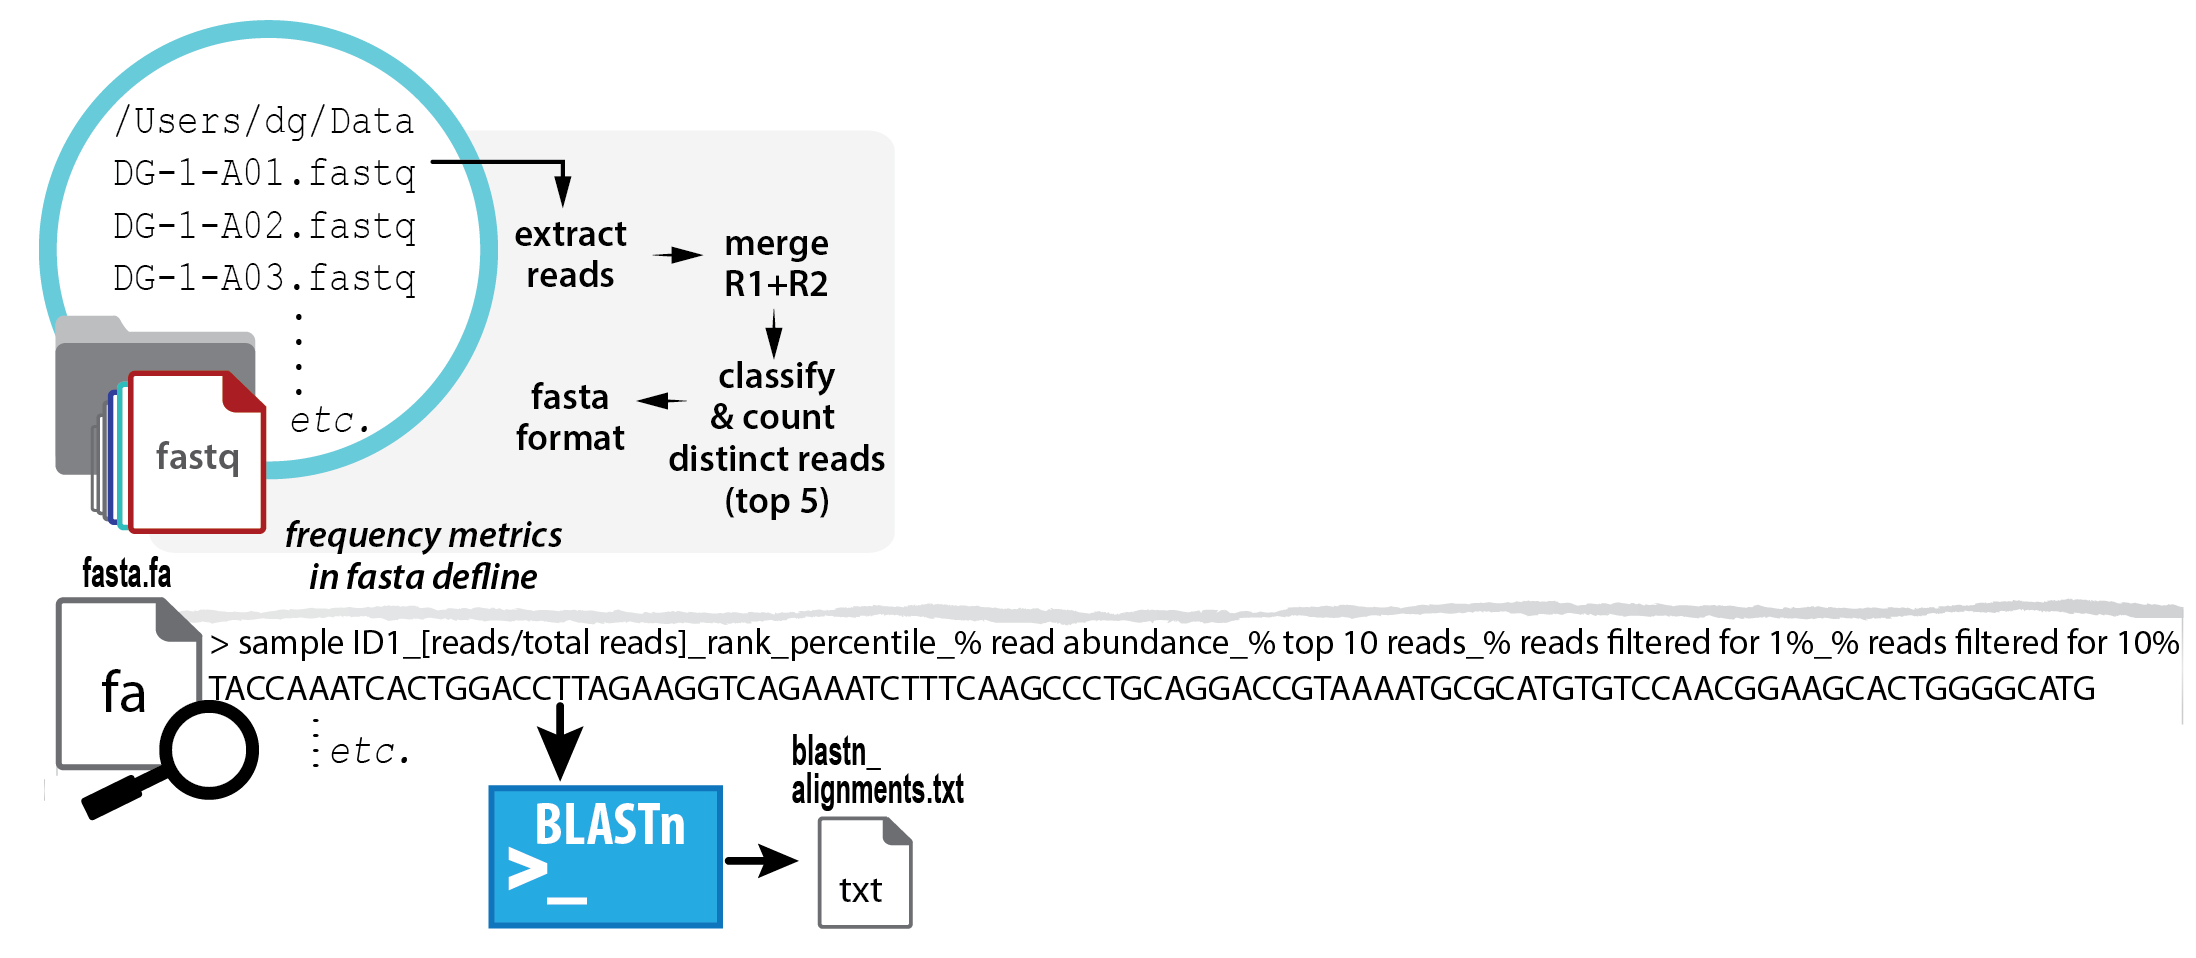 /Users/dg/Data
DG-1-A01.fastq
DG-1-A02.fastq
DG-1-A03.fastq
etc.
fastq
extract
reads
merge
R1+R2
classify
& count
distinct reads
(top 5)
fasta
format
frequency metrics
in fasta defline
fasta.fa
fa
> sample ID1_[reads/total reads]_rank_percentile_% read abundance_% top 10 reads_% reads filtered for 1%_% reads filtered for 10%
TACCAAATCACTGGACCTTAGAAGGTCAGAAATCTTTCAAGCCCTGCAGGACCGTAAAATGCGCATGTGTCCAACGGAAGCACTGGGGCATG
etc.
BLASTn
>_
blastn_
alignments.txt
txt